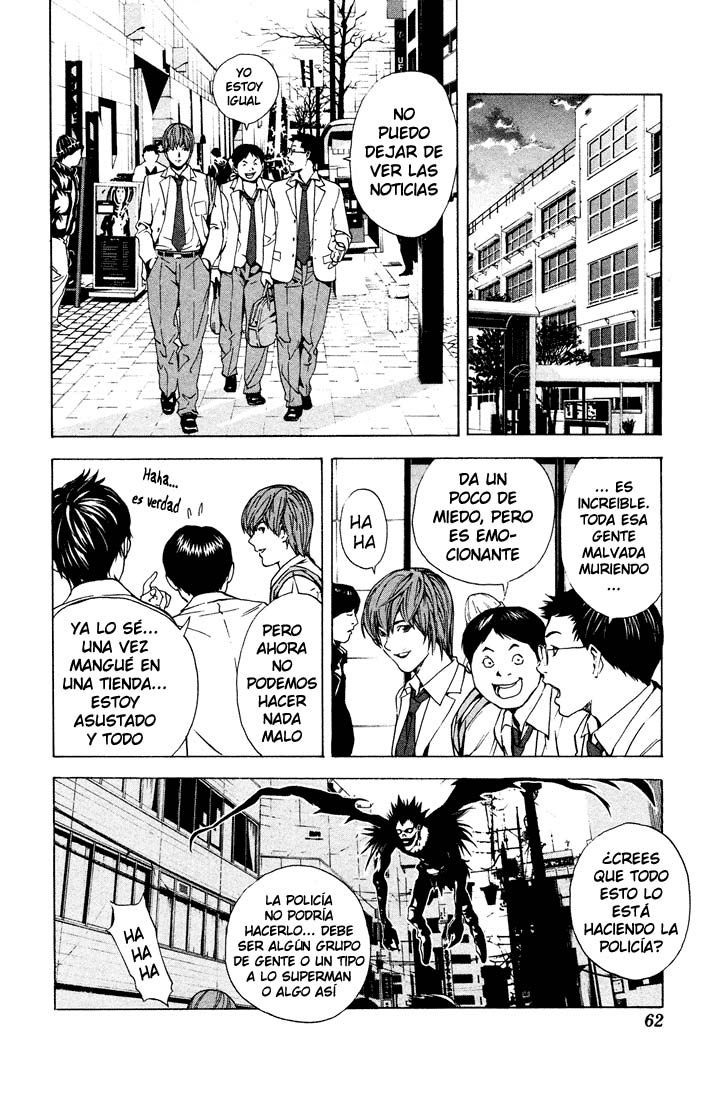 NO
PUEDO
DEJAR DE
VER LAS
NOTICIAS
YO
ESTOY
IGUAL
... ES
INCREIBLE.
TODA ESA
GENTE
MALVADA
MURIENDO
...
DA UN
POCO DE
MIEDO, PERO
ES EMO-
CIONANTE
HA
HA
PERO
AHORA
NO
PODEMOS
HACER
NADA
MALO
Haha...
es verdad
YA LO SÉ...
UNA VEZ
MANGUÉ EN
UNA TIENDA...
ESTOY
ASUSTADO
Y TODO
¿CREES
QUE TODO
ESTO LO
ESTÁ
HACIENDO LA
POLICÍA?
LA POLICÍA
NO PODRÍA
HACERLO... DEBE
SER ALGÚN GRUPO
DE GENTE O UN TIPO
A LO SUPERMAN
O ALGO ASÍ
HA
HA
HA
62